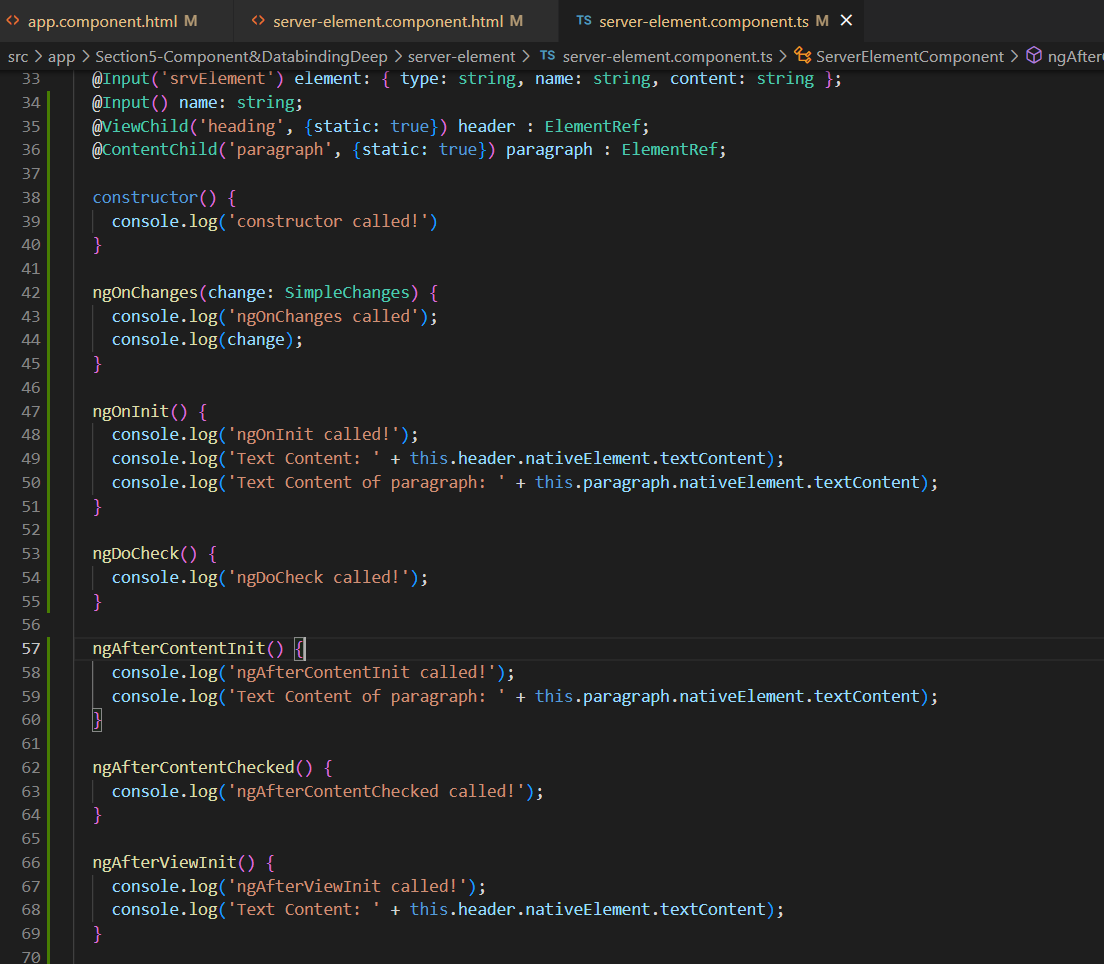 <> app.component.html M <> server-element.component.html M TS server-element.component.ts M ×
src > app > Section5-Component&DatabindingDeep > server-element > TS server-element.component.ts > ServerElementComponent > ngAfter
33 @Input('srvElement') element: { type: string, name: string, content: string };
34 @Input() name: string;
35 @ViewChild('heading', {static: true}) header : ElementRef;
36 @ContentChild('paragraph', {static: true}) paragraph : ElementRef;
37
38 constructor() {
39 console.log('constructor called!')
40 }
41
42 ngOnChanges(change: SimpleChanges) {
43 console.log('ngOnChanges called');
44 console.log(change);
45 }
46
47 ngOnInit() {
48 console.log('ngOnInit called!');
49 console.log('Text Content: ' + this.header.nativeElement.textContent);
50 console.log('Text Content of paragraph: ' + this.paragraph.nativeElement.textContent);
51 }
52
53 ngDoCheck() {
54 console.log('ngDoCheck called!');
55 }
56
57 ngAfterContentInit() {
58 console.log('ngAfterContentInit called!');
59 console.log('Text Content of paragraph: ' + this.paragraph.nativeElement.textContent);
60 }
61
62 ngAfterContentChecked() {
63 console.log('ngAfterContentChecked called!');
64 }
65
66 ngAfterViewInit() {
67 console.log('ngAfterViewInit called!');
68 console.log('Text Content: ' + this.header.nativeElement.textContent);
69 }
70